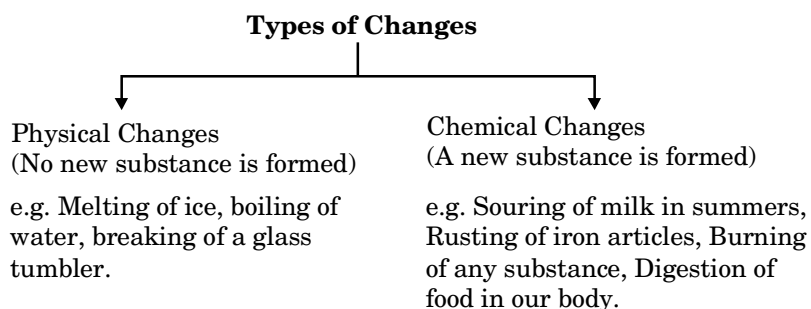 Types of Changes
Physical Changes
(No new substance is formed)
e.g. Melting of ice, boiling of
water, breaking of a glass
tumbler.
Chemical Changes
(A new substance is formed)
e.g. Souring of milk in summers,
Rusting of iron articles, Burning
of any substance, Digestion of
food in our body.